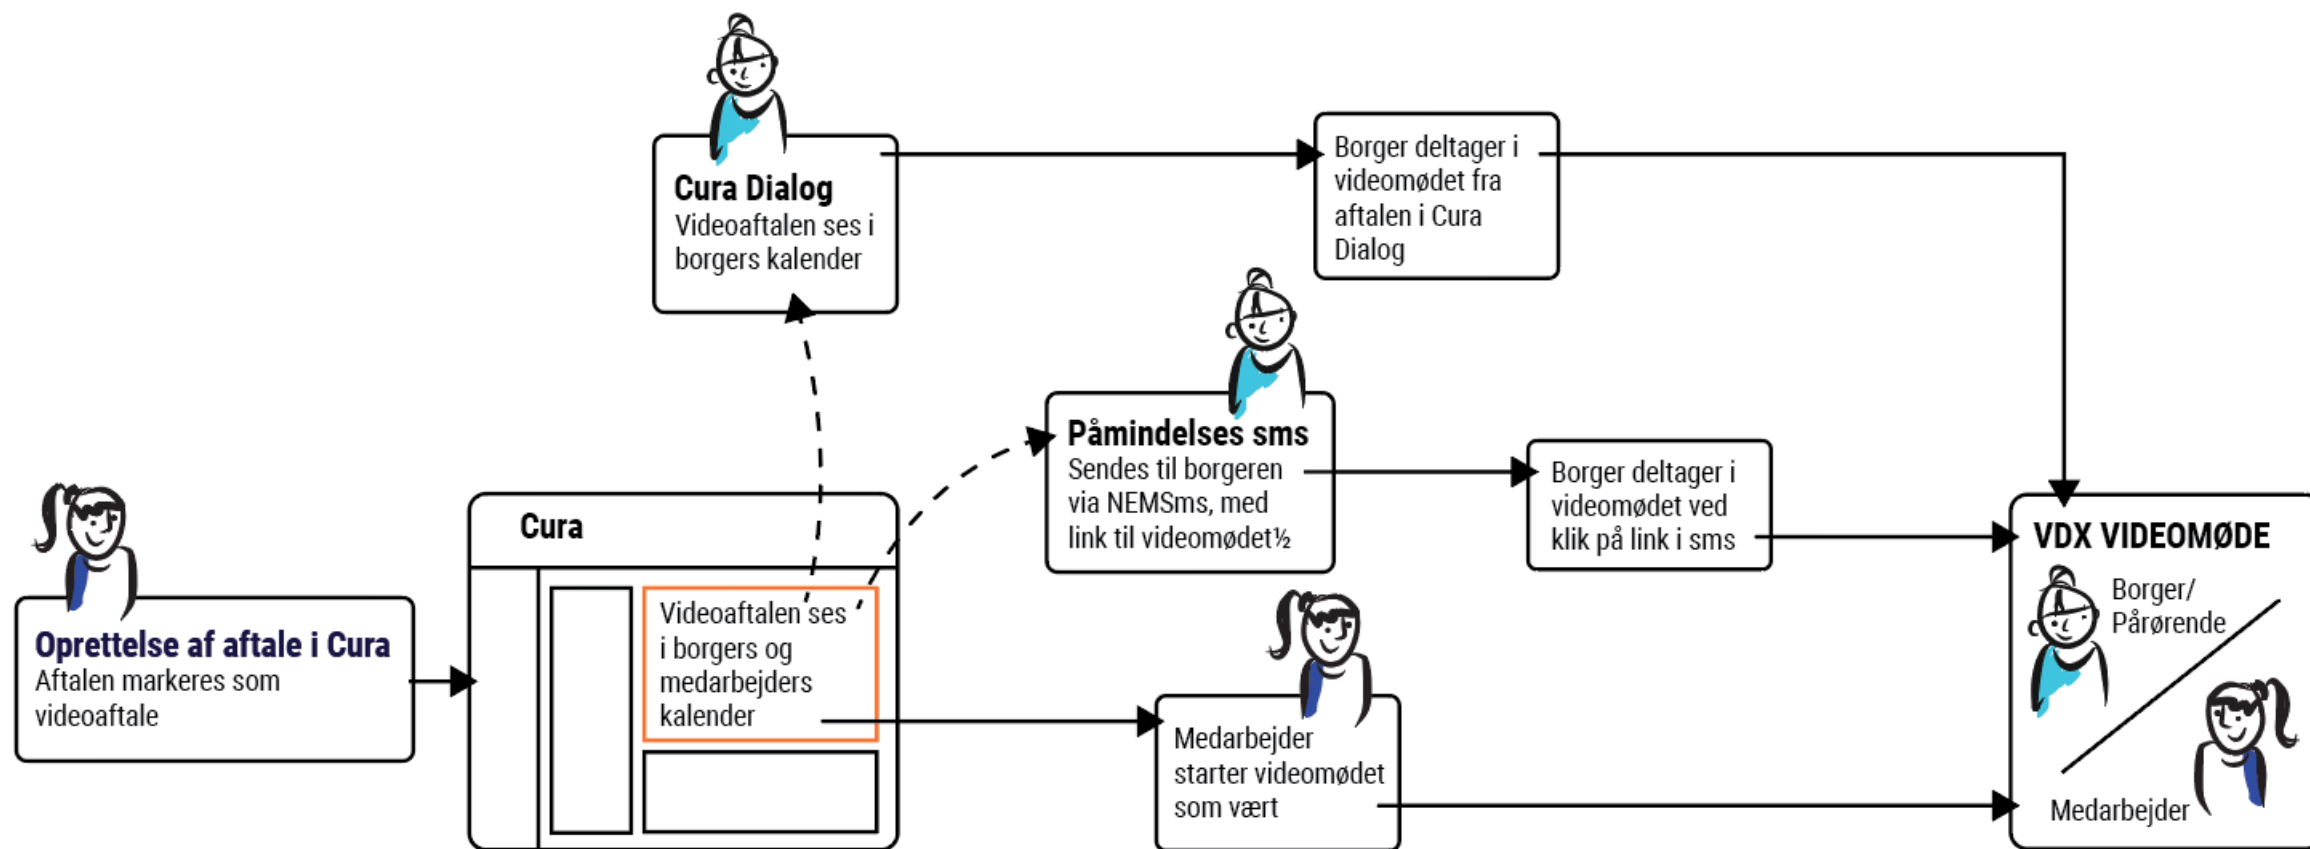 Cura Dialog
Videoaftalen ses i
borgers kalender
Borger deltager i
videomødet fra
aftalen i Cura
Dialog
Påmindelses sms
Sendes til borgeren
via NEMSms, med
link til videomødet½
Borger deltager i
videomødet ved
klik på link i sms
Oprettelse af aftale i Cura
Aftalen markeres som
videoaftale
Cura
Videoaftalen ses
i borgers og
medarbejders
kalender
Medarbejder
starter videomødet
som vært
VDX VIDEOMØDE
Borger/
Pårørende
Medarbejder